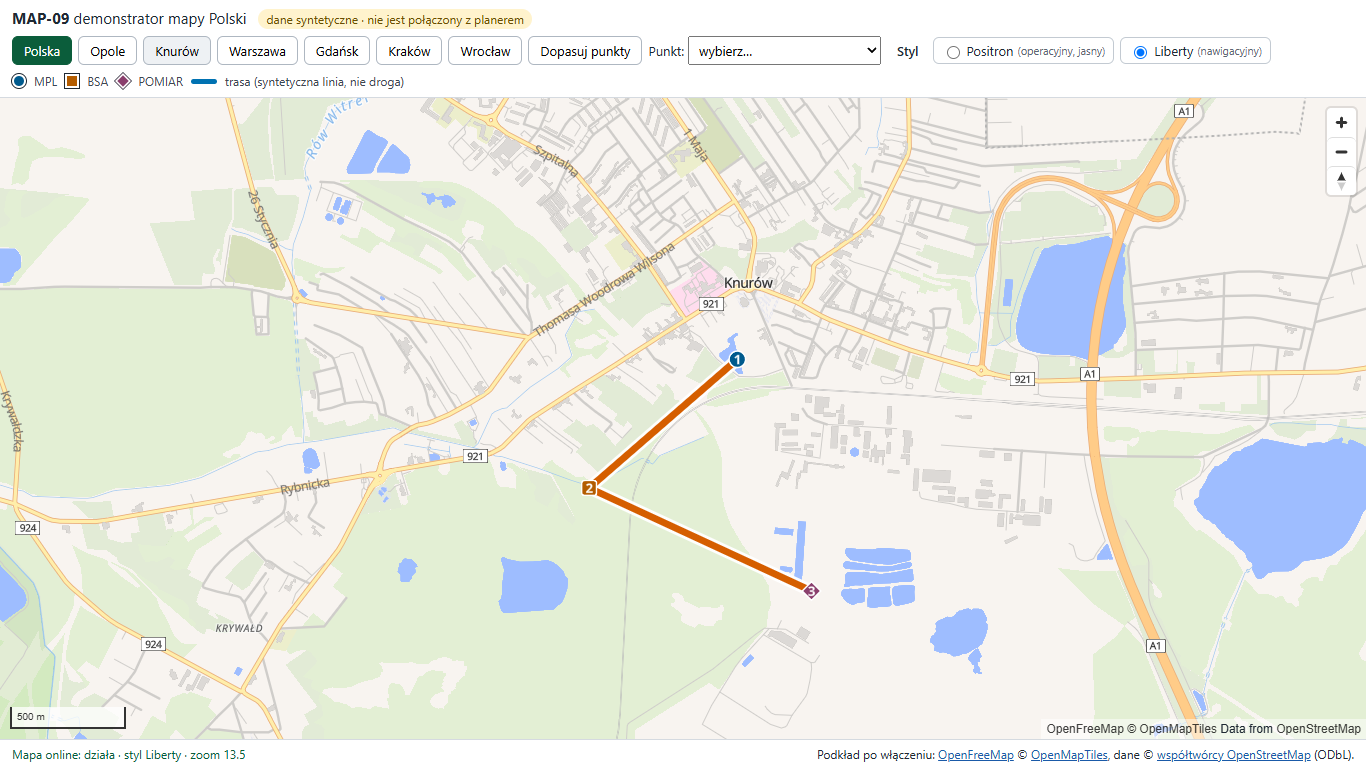 MAP-09 demonstrator mapy Polski dane syntetyczne · nie jest połączony z planerem
Polska Opole Knurów Warszawa Gdańsk Kraków Wrocław Dopasuj punkty Punkt: wybierz... Styl Positron (operacyjny, jasny) Liberty (nawigacyjny)
MPL BSA POMIAR trasa (syntetyczna linia, nie droga)
Rów Witre
A1
1 Maja
Szpitalna
26 Stycznia
Thomasa Woodrowa Wilsona
Knurów
921
1
921
A1
Krywałdzka
921
Rybnicka
2
924
3
KRYWAŁD
924
A1
500 m
OpenFreeMap © OpenMapTiles Data from OpenStreetMap
Mapa online: działa · styl Liberty · zoom 13.5
Podkład po włączeniu: OpenFreeMap © OpenMapTiles, dane © współtwórcy OpenStreetMap (ODbL).